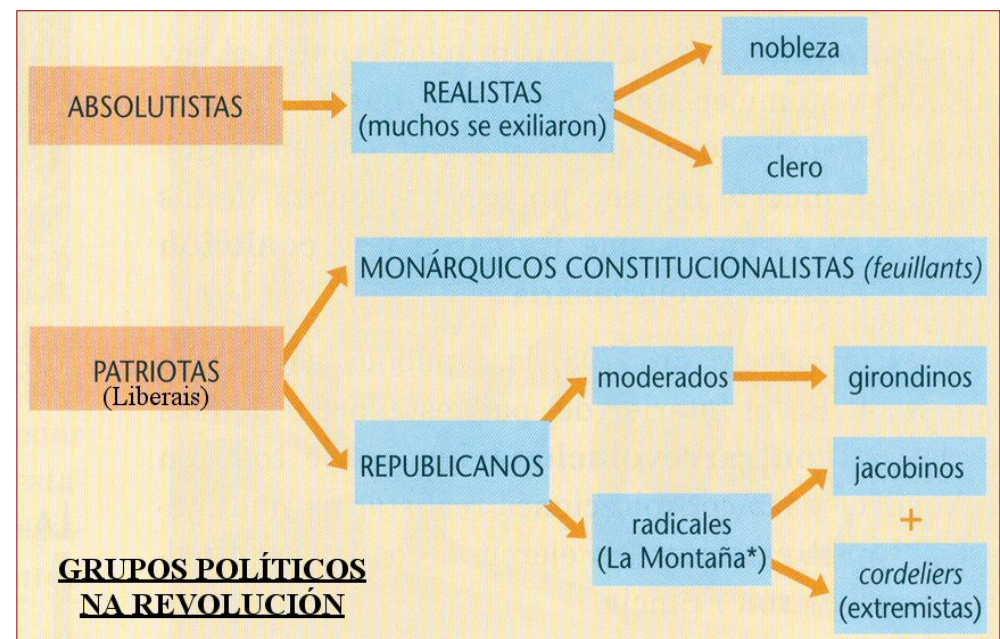 ABSOLUTISTAS
REALISTAS
(muchos se exiliaron)
nobleza
clero
PATRIOTAS
(Liberais)
MONÁRQUICOS CONSTITUCIONALISTAS (feuillants)
REPUBLICANOS
moderados
girondinos
radicales
(La Montaña*)
jacobinos
+
cordeliers
(extremistas)
GRUPOS POLÍTICOS
NA REVOLUCIÓN